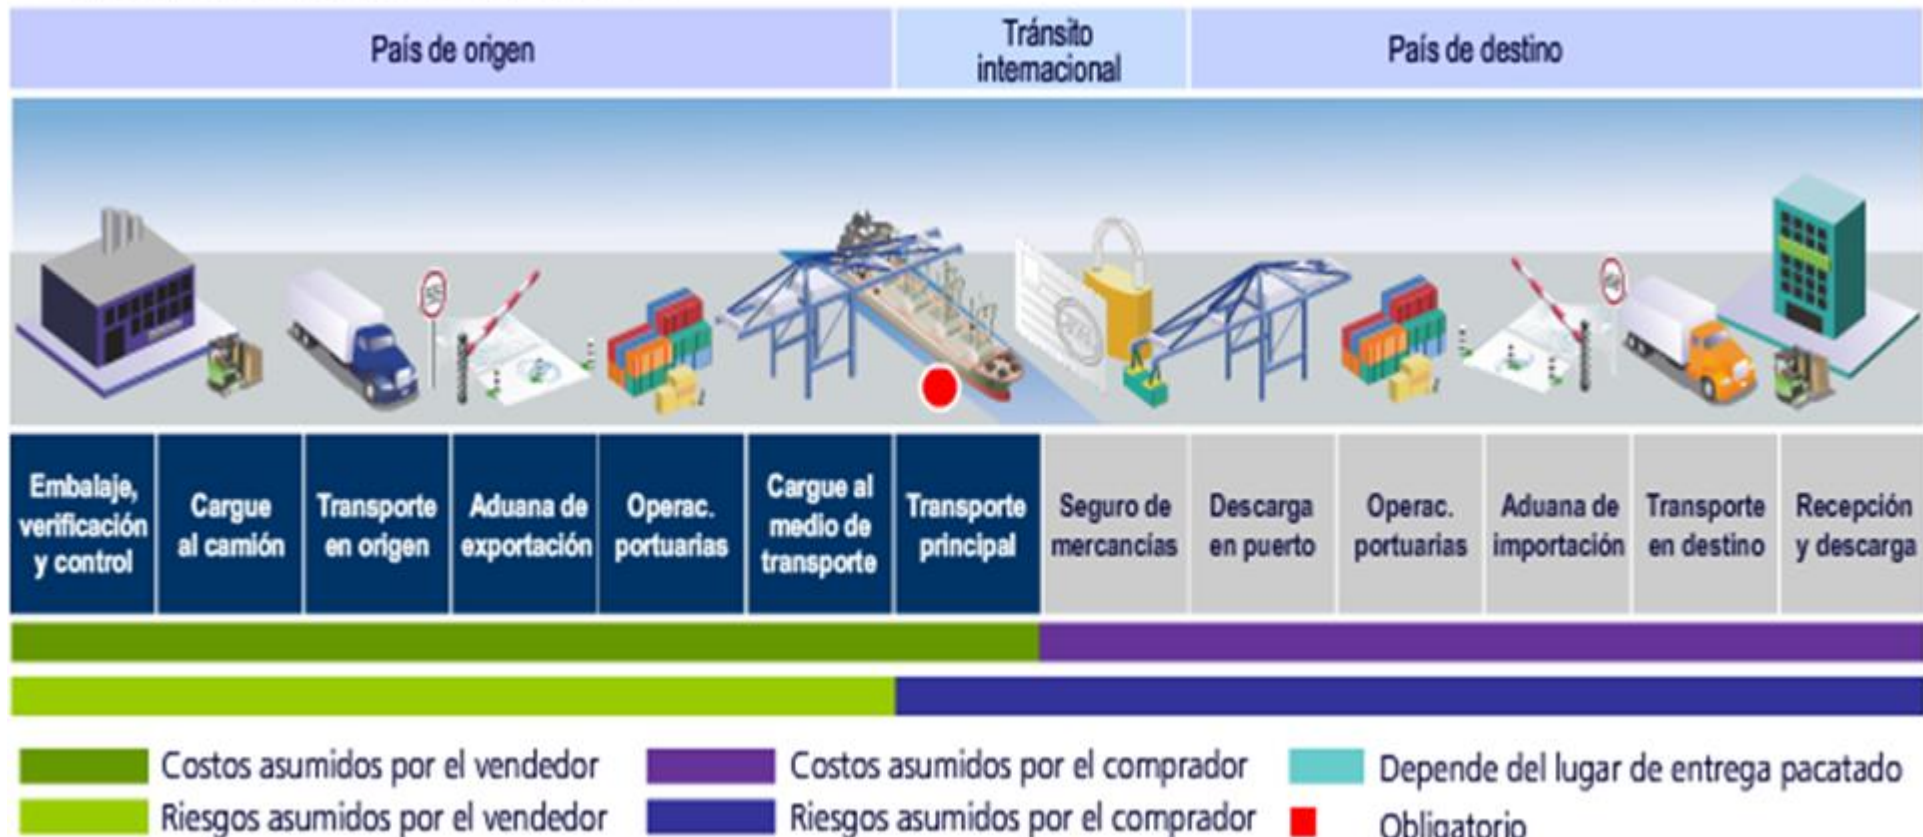 País de origen
Tránsito
internacional
País de destino
Embalaje,
verificación
y control
Cargue
al camión
Transporte
en origen
Aduana de
exportación
Operac.
portuarias
Cargue al
medio de
transporte
Transporte
principal
Seguro de
mercancías
Descarga
en puerto
Operac.
portuarias
Aduana de
importación
Transporte
en destino
Recepción
y descarga
Costos asumidos por el vendedor
Costos asumidos por el comprador
Depende del lugar de entrega pacatado
Riesgos asumidos por el vendedor
Riesgos asumidos por el comprador
Obligatorio